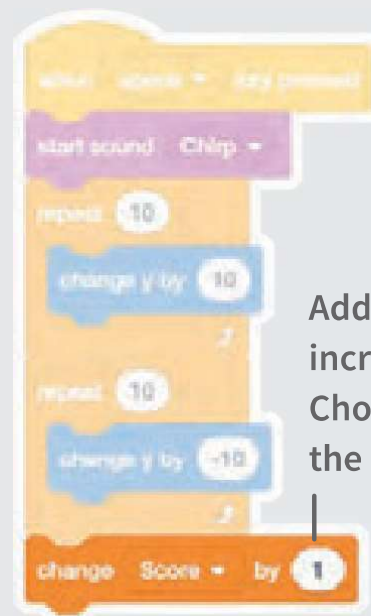 when space key pressed
start sound Chirp
repeat 10
change y by 10
repeat 10
change y by -10
change Score by 1
Add
incr
Cho
the